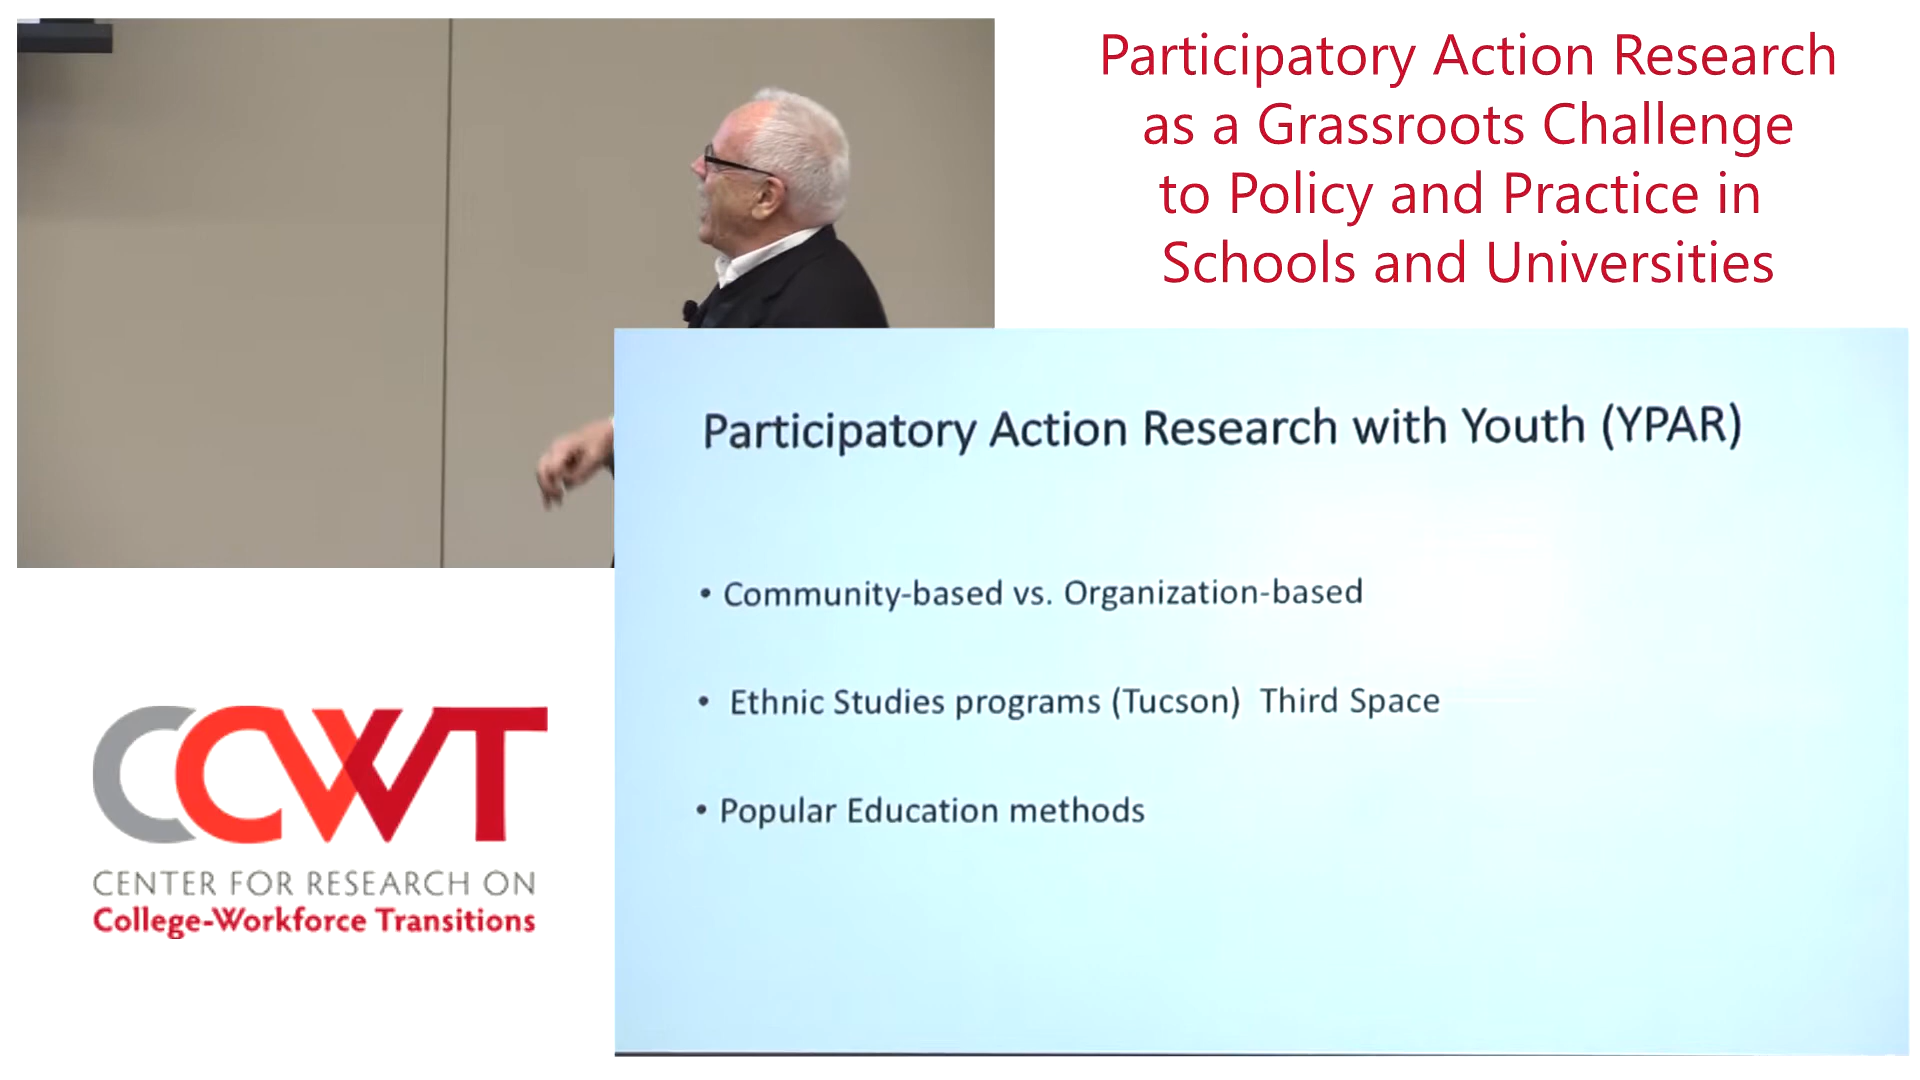 Participatory Action Research
as a Grassroots Challenge
to Policy and Practice in
Schools and Universities
Participatory Action Research with Youth (YPAR)
• Community-based vs. Organization-based
• Ethnic Studies programs (Tucson) Third Space
• Popular Education methods
CCWT
CENTER FOR RESEARCH ON
College-Workforce Transitions